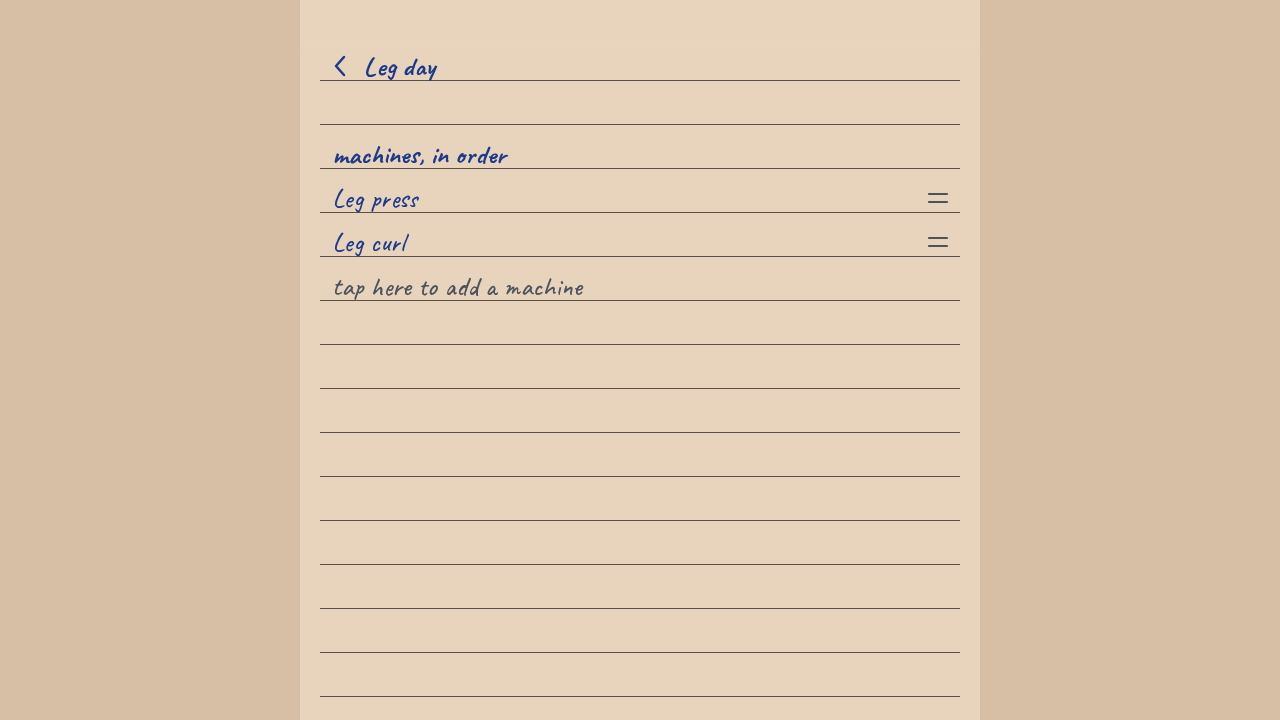 Leg day
machines, in order
Leg press
Leg curl
tap here to add a machine